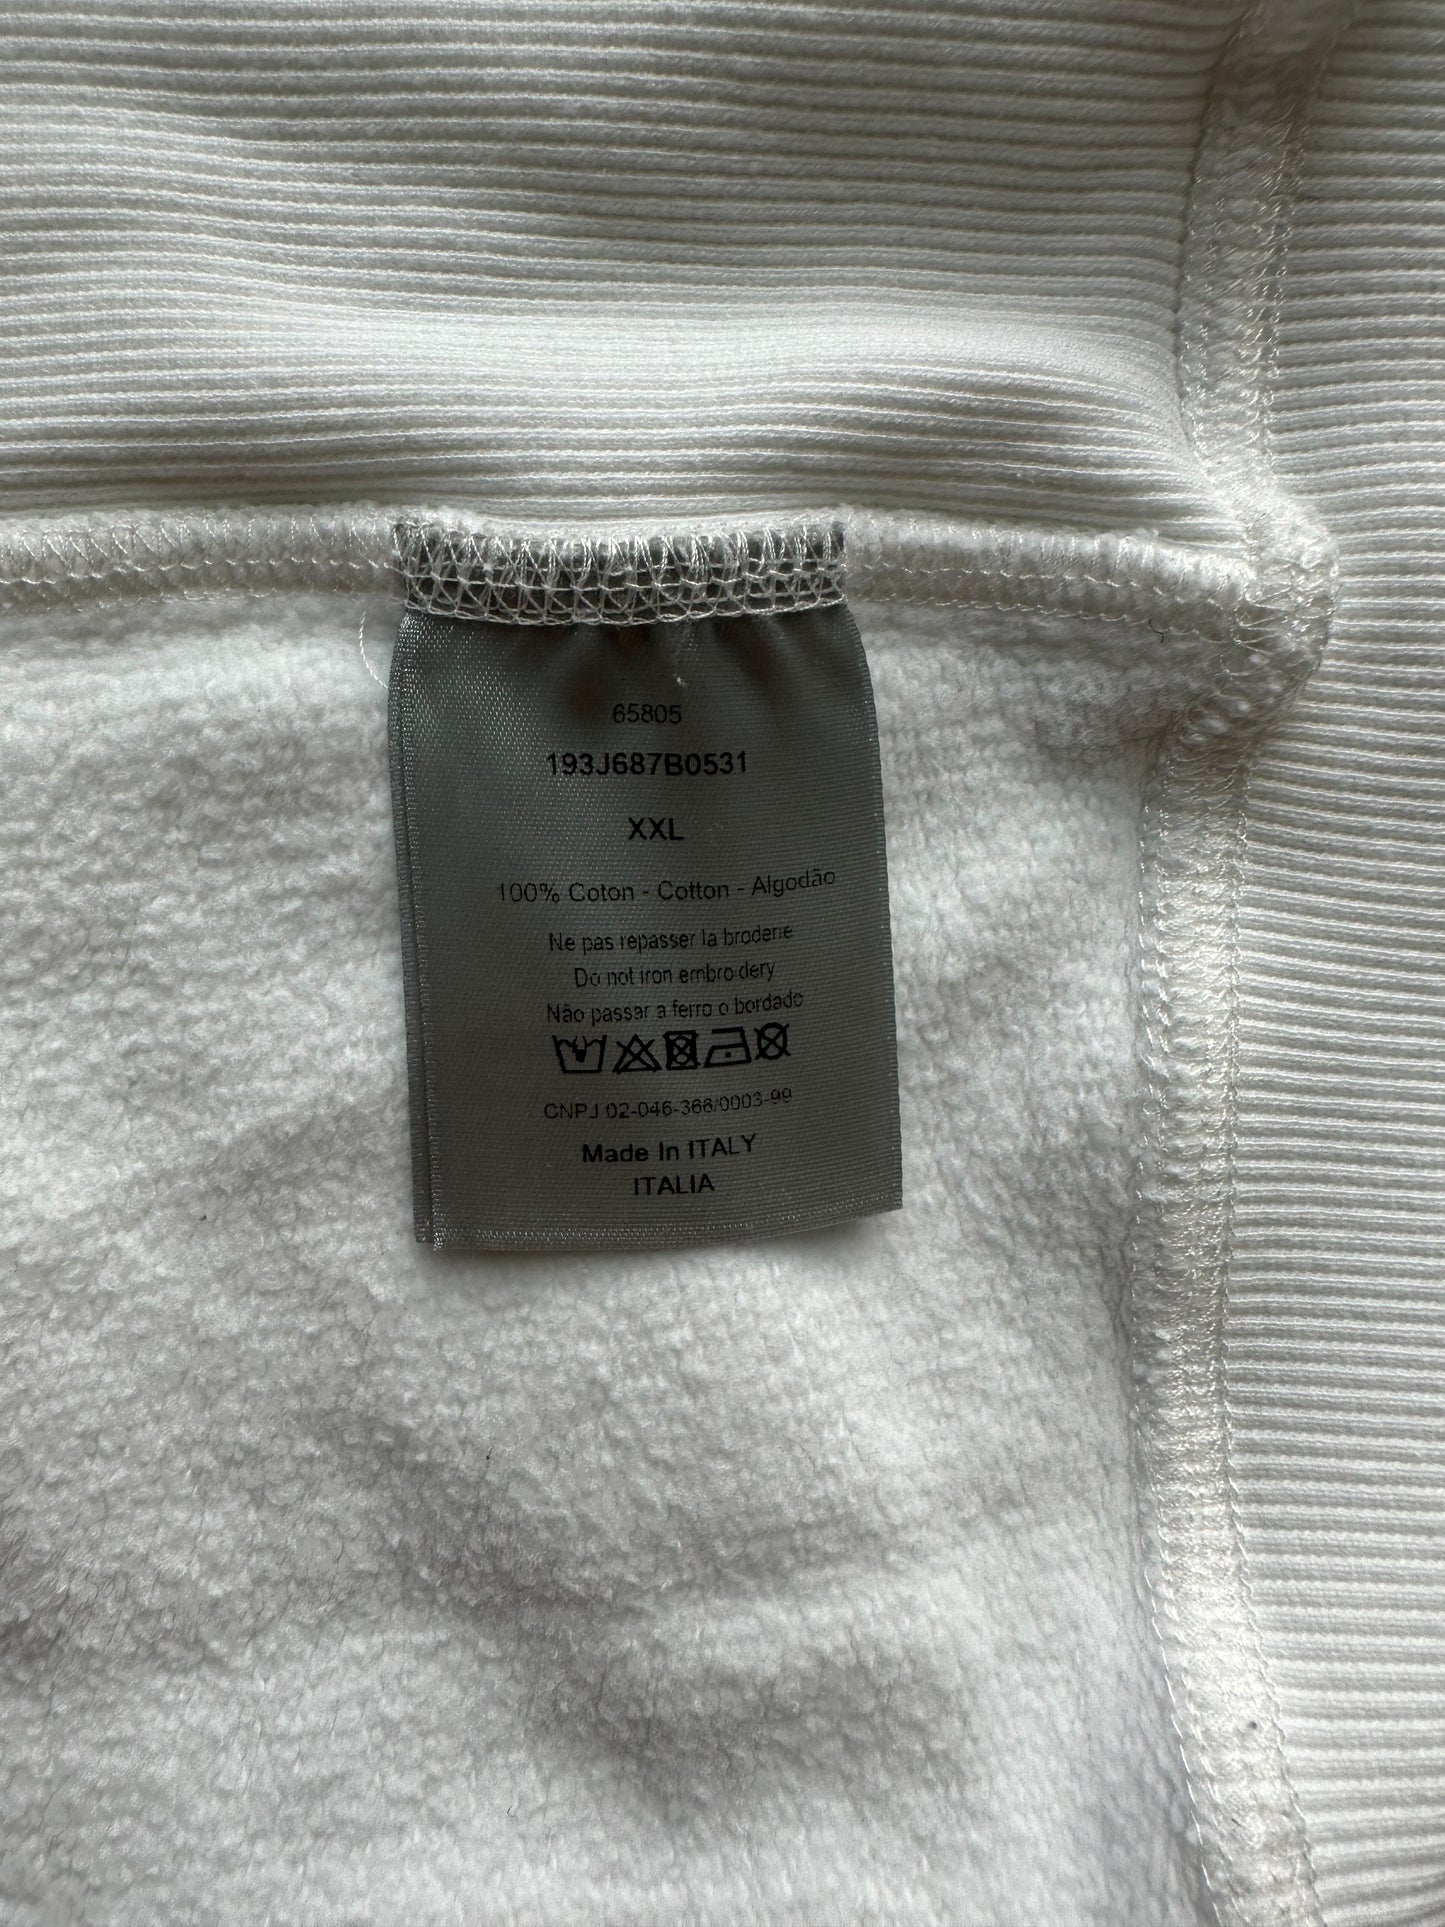 65805
193J687B0531
XXL
100% Coton - Cotton - Algodão
Ne pas repasser la broderie
Do not iron embroidery
Não passar a ferro o bordado
CNPJ 02-046-366/0003-99
Made In ITALY
ITALIA